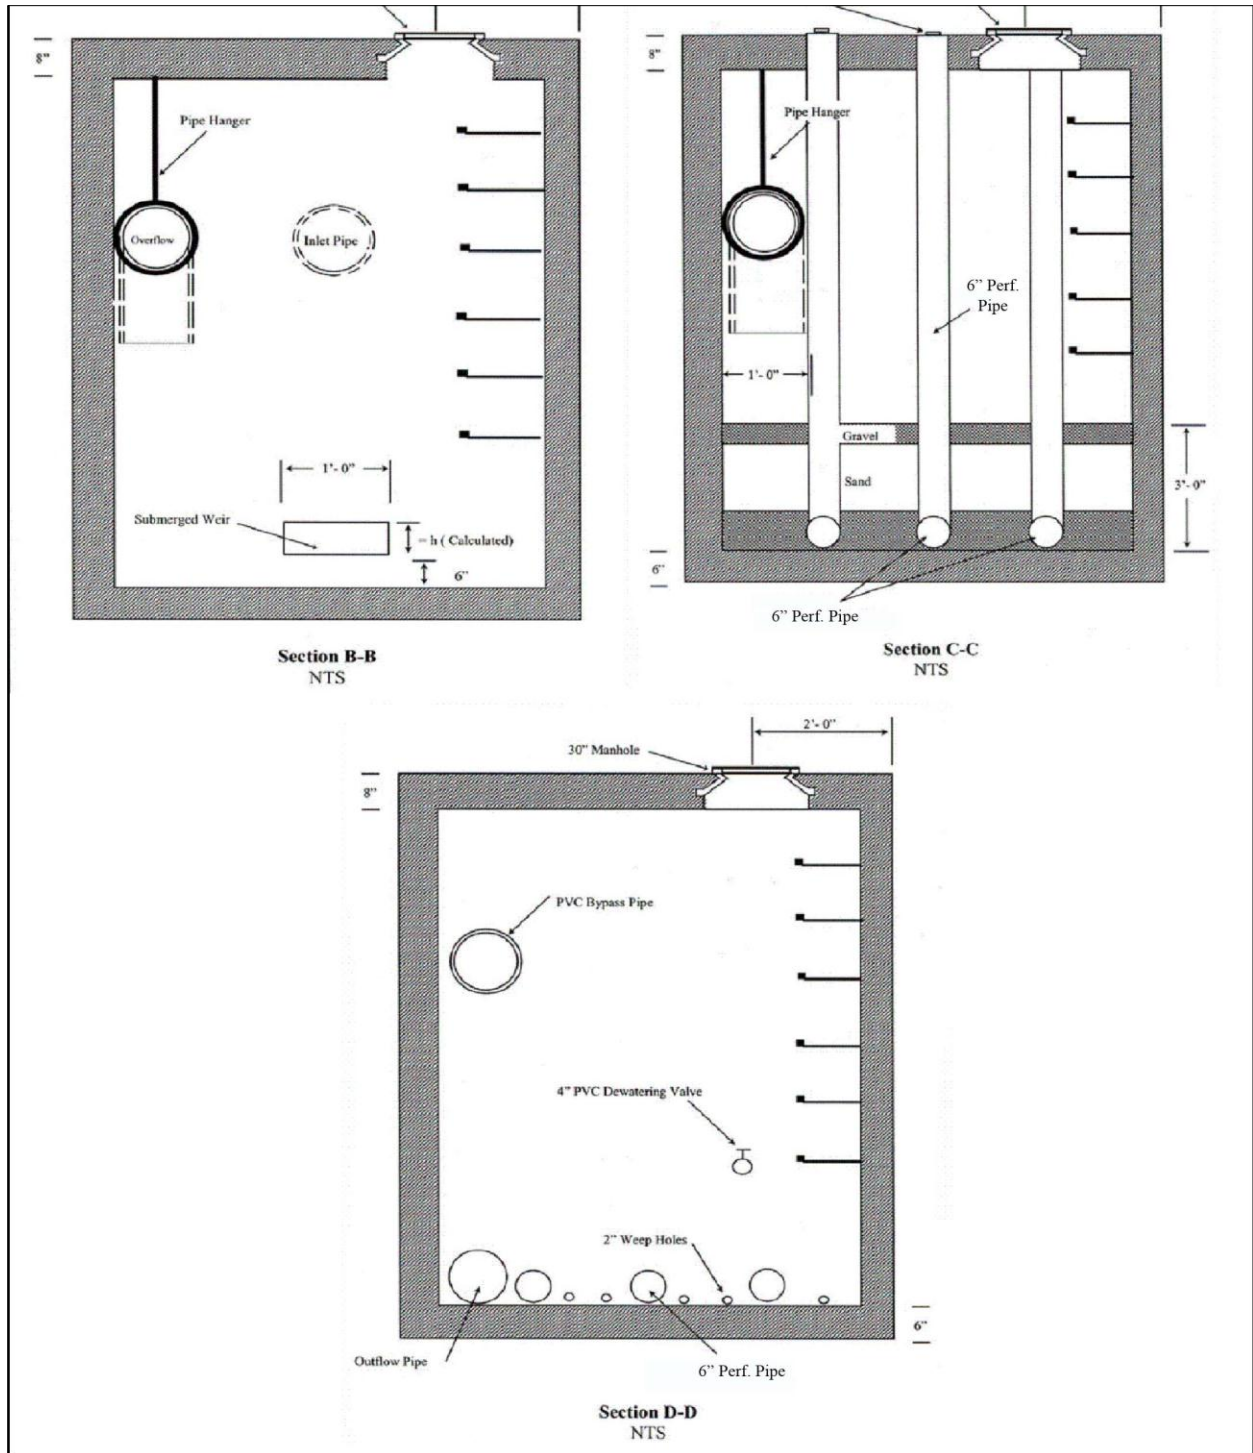 8”
Pipe Hanger
Overflow
Inlet Pipe
1’- 0”
Submerged Weir
= h ( Calculated)
6”
Section B-B
NTS
8”
Pipe Hanger
6” Perf.
Pipe
1’- 0”
Gravel
Sand
3’- 0”
6”
6” Perf. Pipe
Section C-C
NTS
2’- 0”
30” Manhole
8”
PVC Bypass Pipe
4” PVC Dewatering Valve
2” Weep Holes
6”
Outflow Pipe
6” Perf. Pipe
Section D-D
NTS